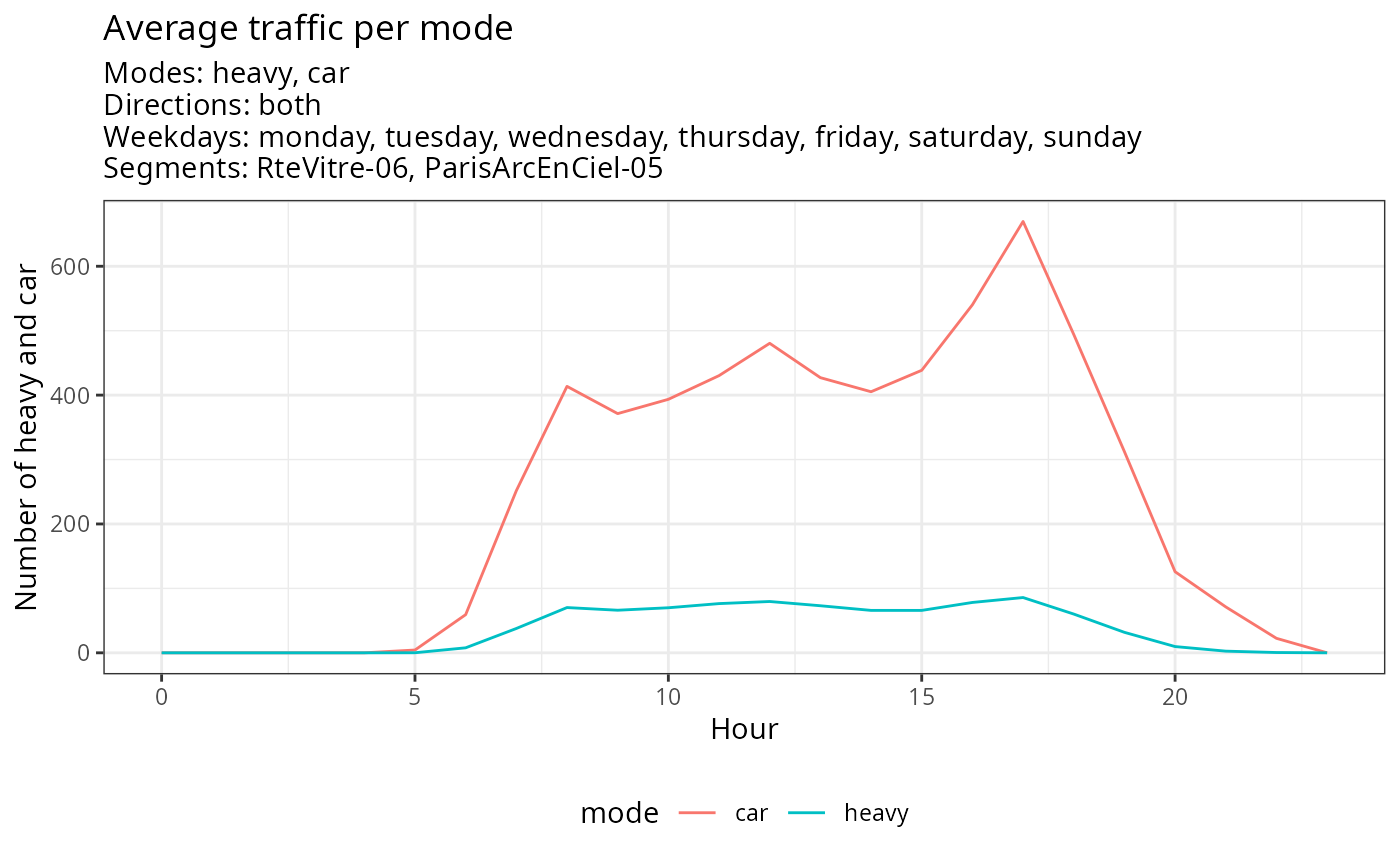 Average traffic per mode
Modes: heavy, car
Directions: both
Weekdays: monday, tuesday, wednesday, thursday, friday, saturday, sunday
Segments: RteVitre-06, ParisArcEnCiel-05
Number of heavy and car
600
400
200
0
0 5 10 15 20
Hour
mode car heavy